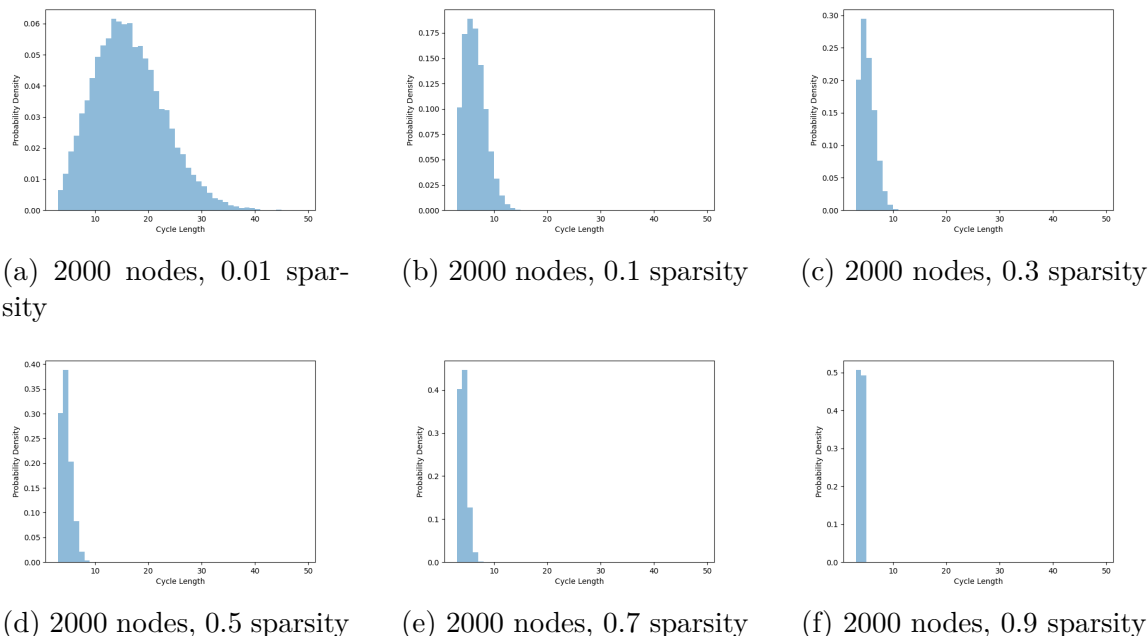 0.06
0.05
0.04
0.03
0.02
0.01
0.00
Probability Density
10 20 30 40 50
Cycle Length
(a) 2000 nodes, 0.01 spar-
sity
0.175
0.150
0.125
0.100
0.075
0.050
0.025
0.000
Probability Density
10 20 30 40 50
Cycle Length
(b) 2000 nodes, 0.1 sparsity
0.30
0.25
0.20
0.15
0.10
0.05
0.00
Probability Density
10 20 30 40 50
Cycle Length
(c) 2000 nodes, 0.3 sparsity
0.40
0.35
0.30
0.25
0.20
0.15
0.10
0.05
0.00
Probability Density
10 20 30 40 50
Cycle Length
(d) 2000 nodes, 0.5 sparsity
0.4
0.3
0.2
0.1
0.0
Probability Density
10 20 30 40 50
Cycle Length
(e) 2000 nodes, 0.7 sparsity
0.5
0.4
0.3
0.2
0.1
0.0
Probability Density
10 20 30 40 50
Cycle Length
(f) 2000 nodes, 0.9 sparsity